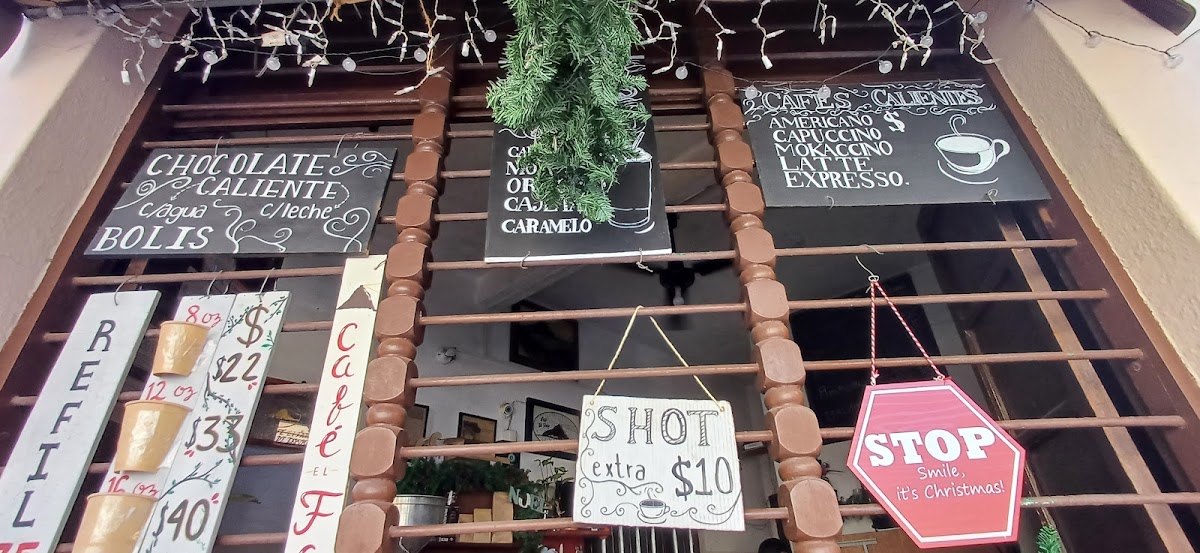 CHOCOLATE
CALIENTE
c/agua c/leche
BOLIS
CAJETA
CARAMELO
CAFES CALIENTES
AMERICANO $
CAPUCCINO
MOKACCINO
LATTE
EXPRESSO.
REFIL
8 oz
$
$22
12 oz
$33
16 oz
$40
Café
EL
SHOT
extra $10
STOP
Smile,
it's Christmas!